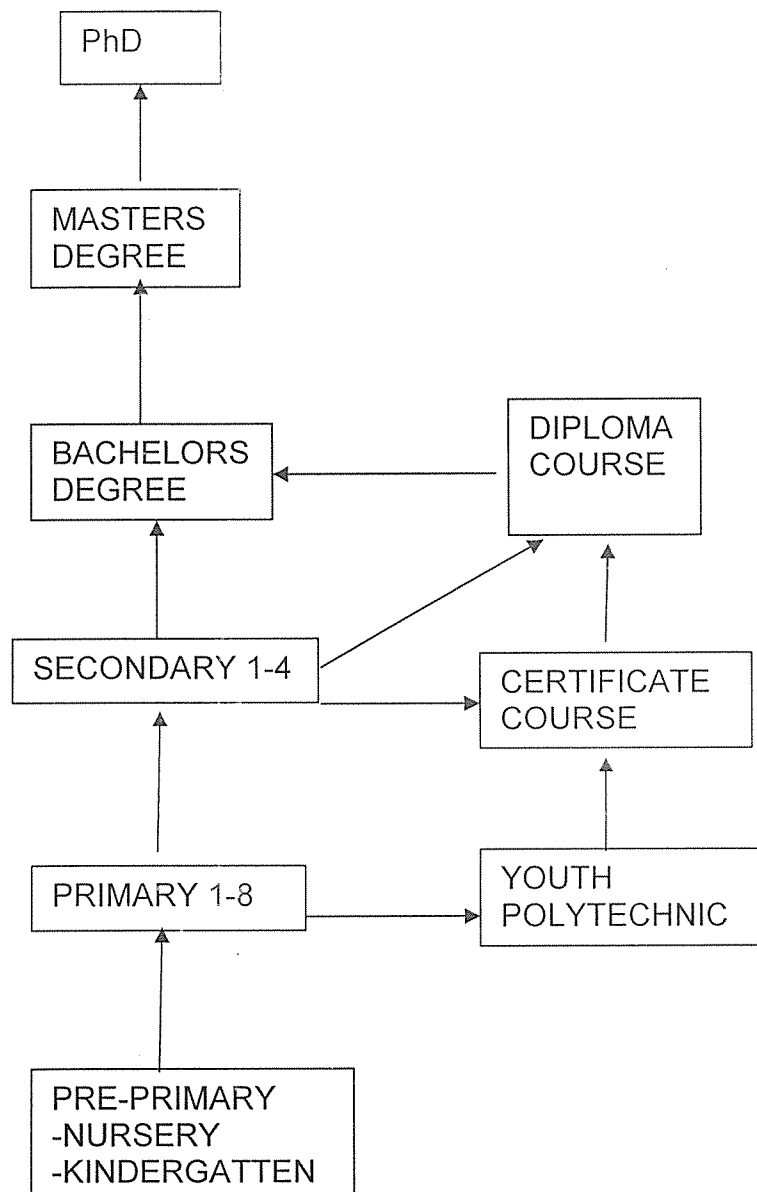 PhD
MASTERS
DEGREE
BACHELORS
DEGREE
DIPLOMA
COURSE
SECONDARY 1-4
CERTIFICATE
COURSE
PRIMARY 1-8
YOUTH
POLYTECHNIC
PRE-PRIMARY
-NURSERY
-KINDERGATTEN